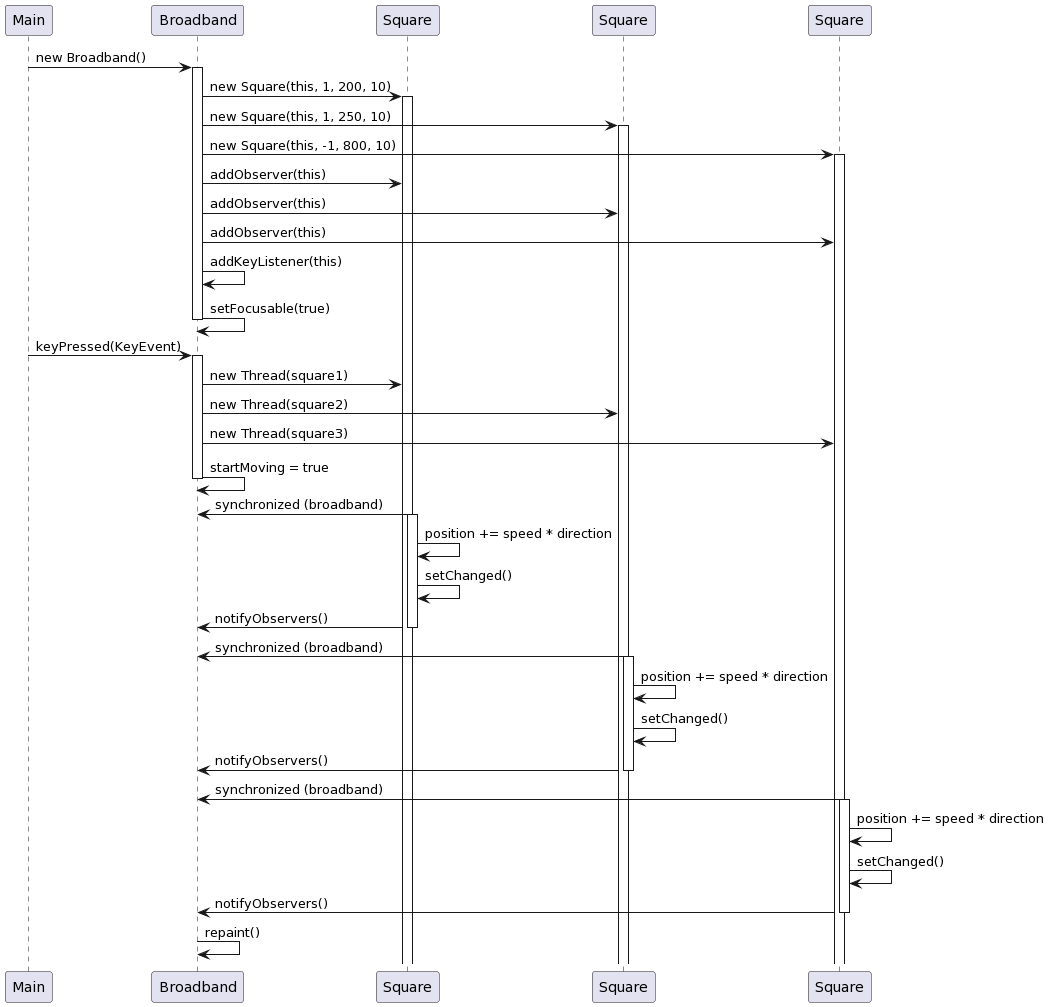 Main
Broadband
Square
Square
Square
new Broadband()
new Square(this, 1, 200, 10)
new Square(this, 1, 250, 10)
new Square(this, -1, 800, 10)
addObserver(this)
addObserver(this)
addObserver(this)
addKeyListener(this)
setFocusable(true)
keyPressed(KeyEvent)
new Thread(square1)
new Thread(square2)
new Thread(square3)
startMoving = true
synchronized (broadband)
position += speed * direction
setChanged()
notifyObservers()
synchronized (broadband)
position += speed * direction
setChanged()
notifyObservers()
synchronized (broadband)
position += speed * direction
setChanged()
notifyObservers()
repaint()
Main
Broadband
Square
Square
Square